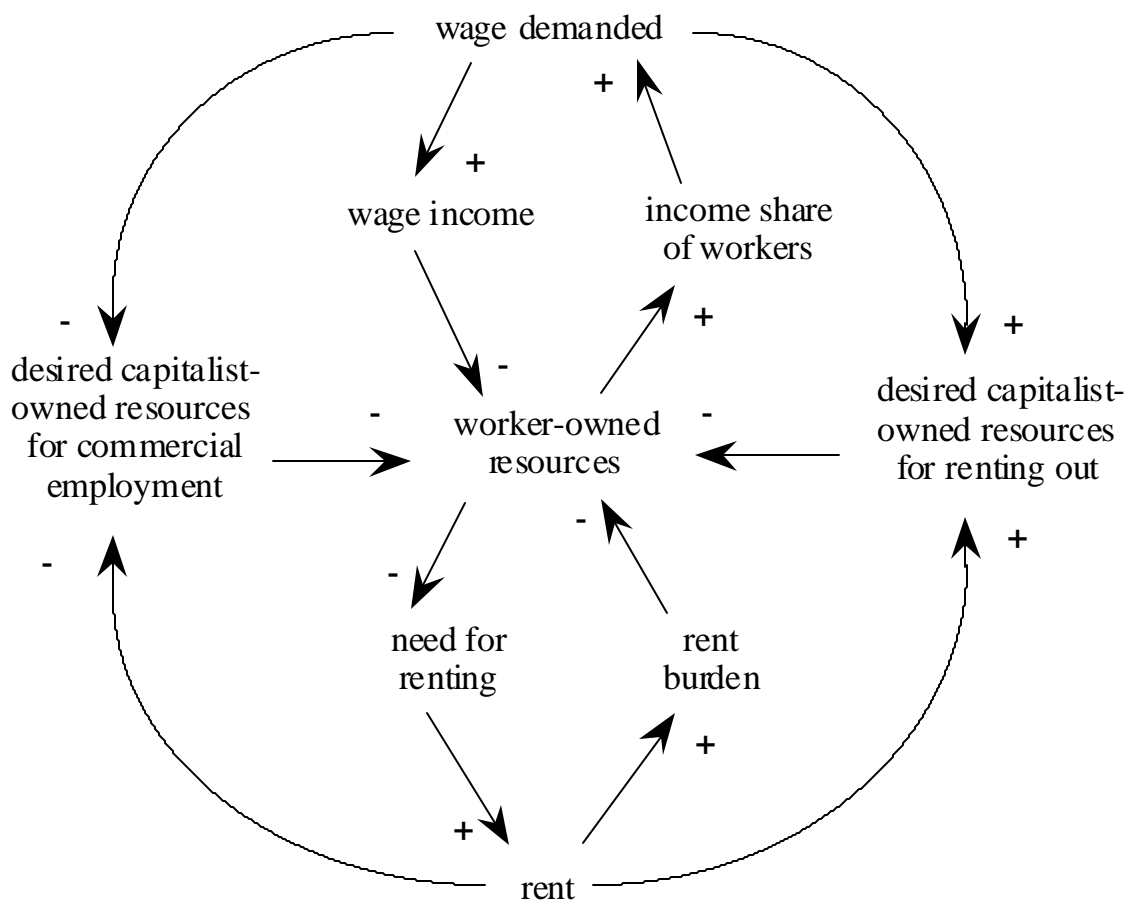 wage demanded
+
+
wage income
income share
of workers
-
+
+
desired capitalist-
owned resources
for commercial
employment
-
-
worker-owned
resources
-
desired capitalist-
owned resources
for renting out
-
-
-
+
need for
renting
rent
burden
+
+
rent